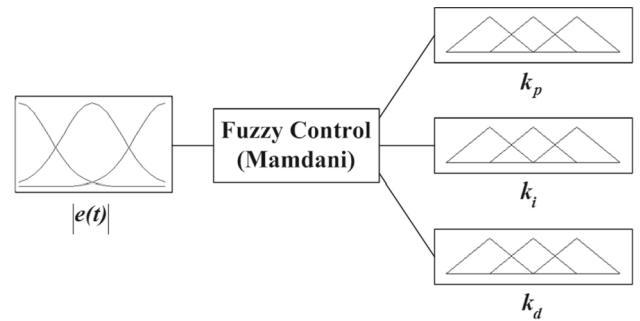 k_p
|e(t)|
Fuzzy Control
(Mamdani)
k_i
k_d